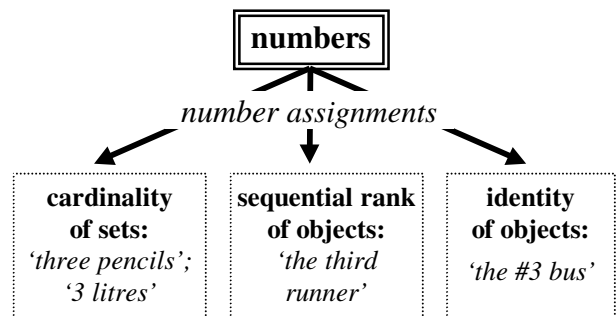 numbers
number assignments
cardinality
of sets:
‘three pencils’;
‘3 litres’
sequential rank
of objects:
‘the third
runner’
identity
of objects:
‘the #3 bus’